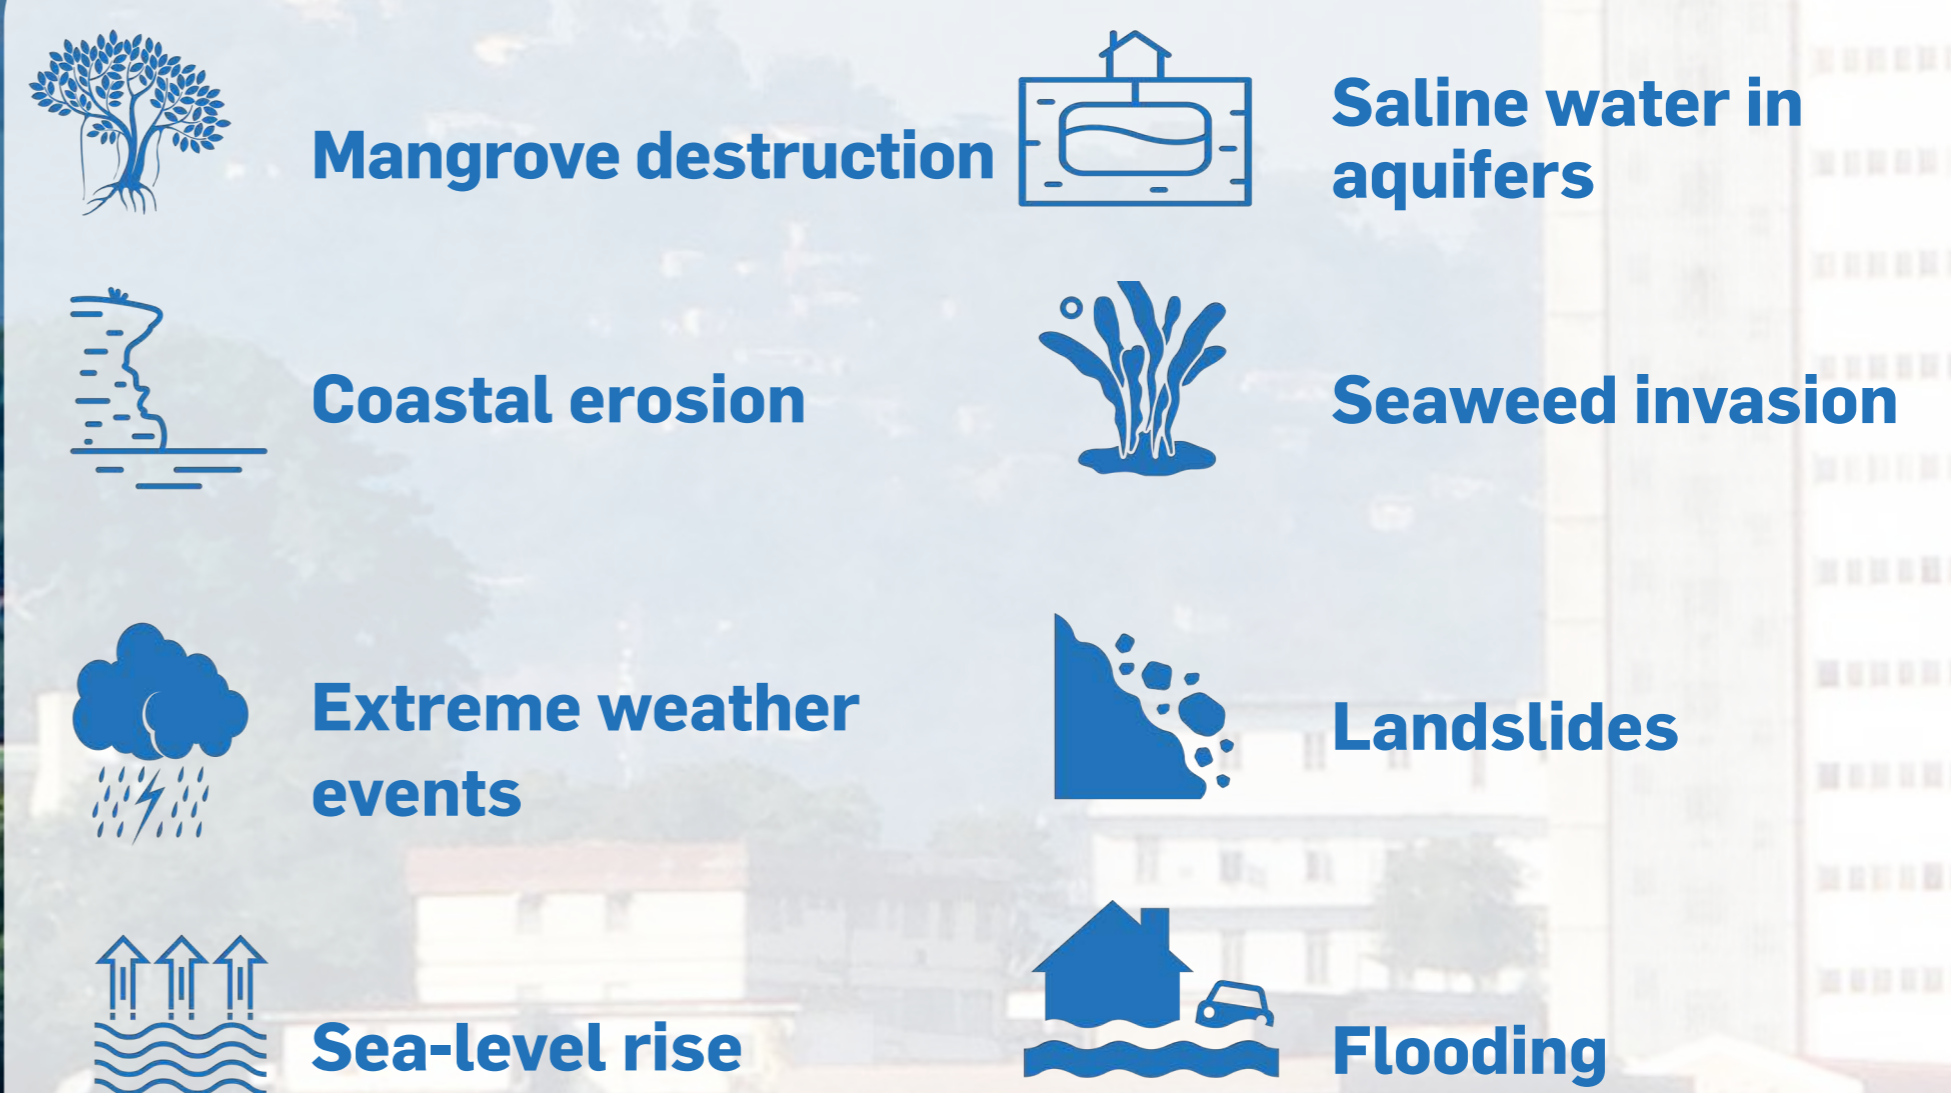 Mangrove destruction
Saline water in
aquifers
Coastal erosion
Seaweed invasion
Extreme weather
events
Landslides
Sea-level rise
Flooding